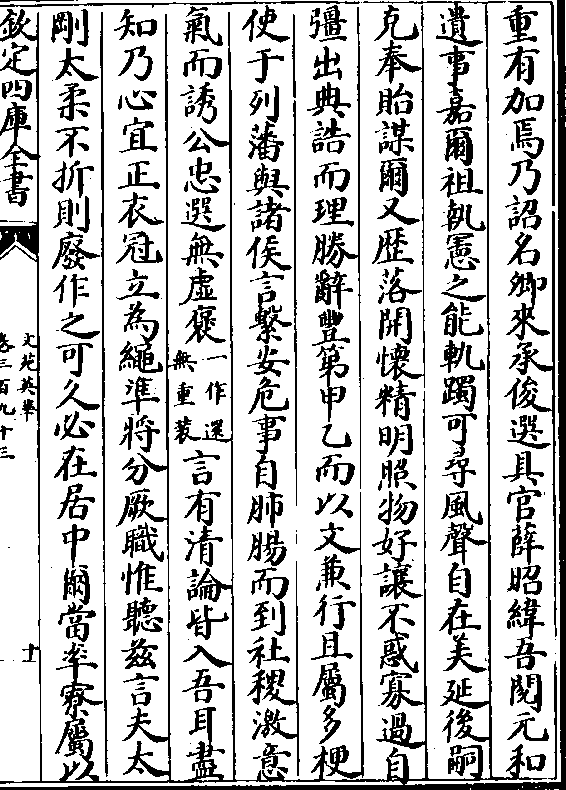 重有加焉乃詔名卿來承俊選具官薛昭緯吾閱元和
遺事嘉爾祖執憲之能軌躅可尋風聲自在美延後嗣
克奉貽謀爾又歴落開懷精明照物好讓不惑寡過自
彊出典誥而理勝辭豐第甲乙而以文兼行且屬多梗
使于列藩與諸侯言繫安危事自肺腸而到社稷激意
氣而誘公忠選無虚褒一作選無重裝言有清論皆入吾耳盡
知乃心宜正衣冠立為繩準將分厥職惟聽兹言夫太
剛太柔不折則廢作之可久必在居中爾當率寮屬以
欽定四庫全書
文苑英華
卷三百九十三
十